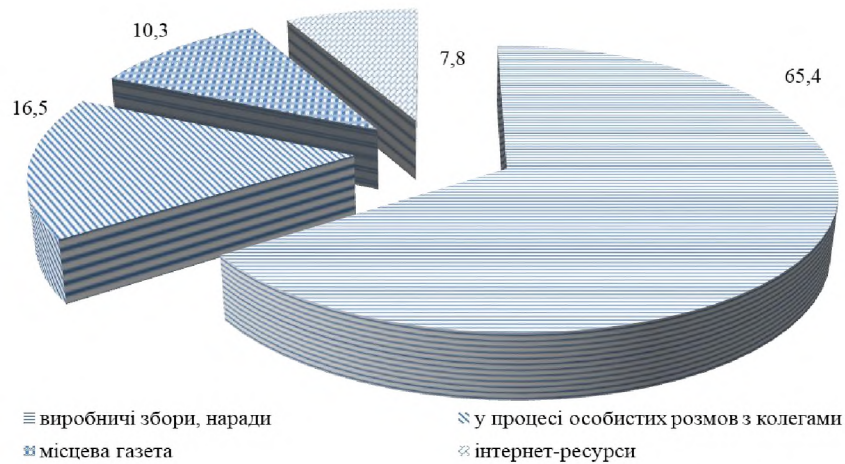 10,3
7,8
65,4
16,5
виробничі збори, наради
у процесі особистих розмов з колегами
місцева газета
інтернет-ресурси